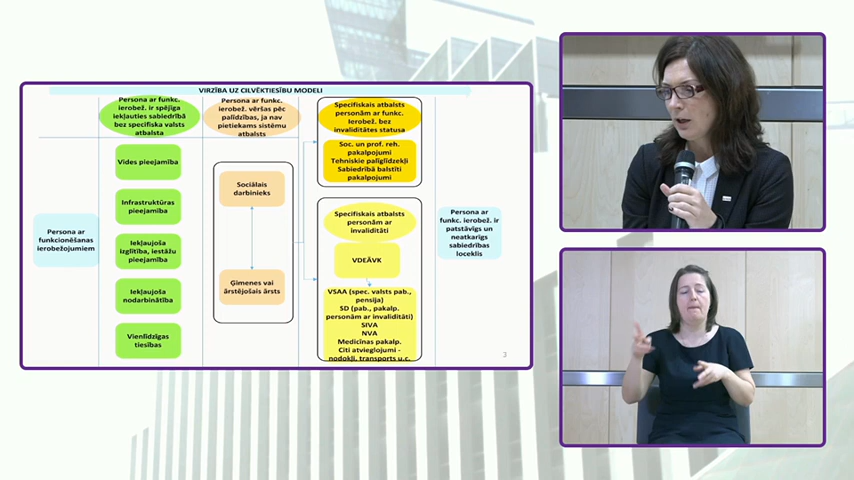 VIRZĪBA UZ CILVĒKTIESĪBU MODELI
Persona ar funkc.
ierobež. ir spējīga
iekļauties sabiedrībā
bez specifiska valsts
atbalsta
Persona ar funkc.
ierobež. vēršas pēc
palīdzības, ja nav
pietiekams sistēmu
atbalsts
Specifiskais atbalsts
personām ar funkc.
Ierobež. bez
invaliditātes statusa
Soc. un prof. reh.
pakalpojumi
Tehniskie palīglīdzekļi
Sabiedrībā balstīti
pakalpojumi
Persona ar
funkcionēšanas
ierobežojumiem
Vides pieejamība
Infrastruktūras
pieejamība
Iekļaujoša
izglītība, iestāžu
pieejamība
Iekļaujoša
nodarbinātība
Vienlīdzīgas
tiesības
Sociālais
darbinieks
Ģimenes vai
ārstējošais ārsts
Specifiskais atbalsts
personām ar
invaliditāti
VDEĀVK
VSAA (spec. valsts pab.,
pensija)
SD (pab., pakalp.
personām ar invaliditāti)
SIVA
NVA
Medicīnas pakalp.
Citi atvieglojumi -
nodokļi, transports u.c.
Persona ar
funkc. ierobež. ir
patstāvīgs un
neatkarīgs
sabiedrības
loceklis